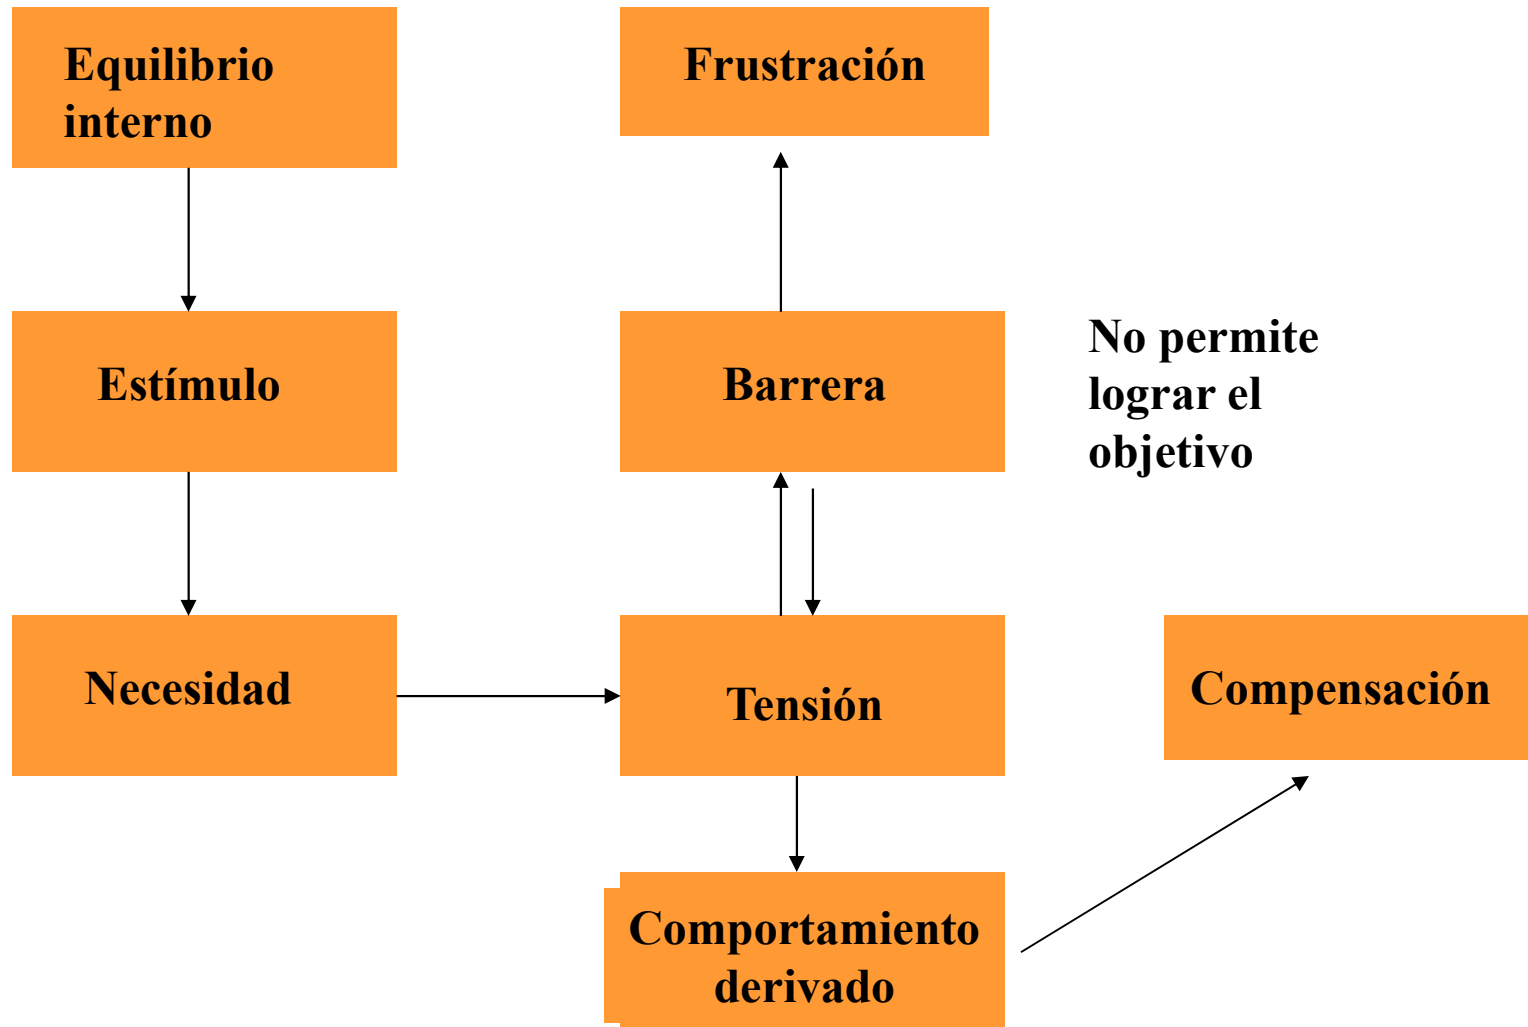 Equilibrio
interno
Frustración
Estímulo
Barrera
No permite
lograr el
objetivo
Necesidad
Tensión
Compensación
Comportamiento
derivado